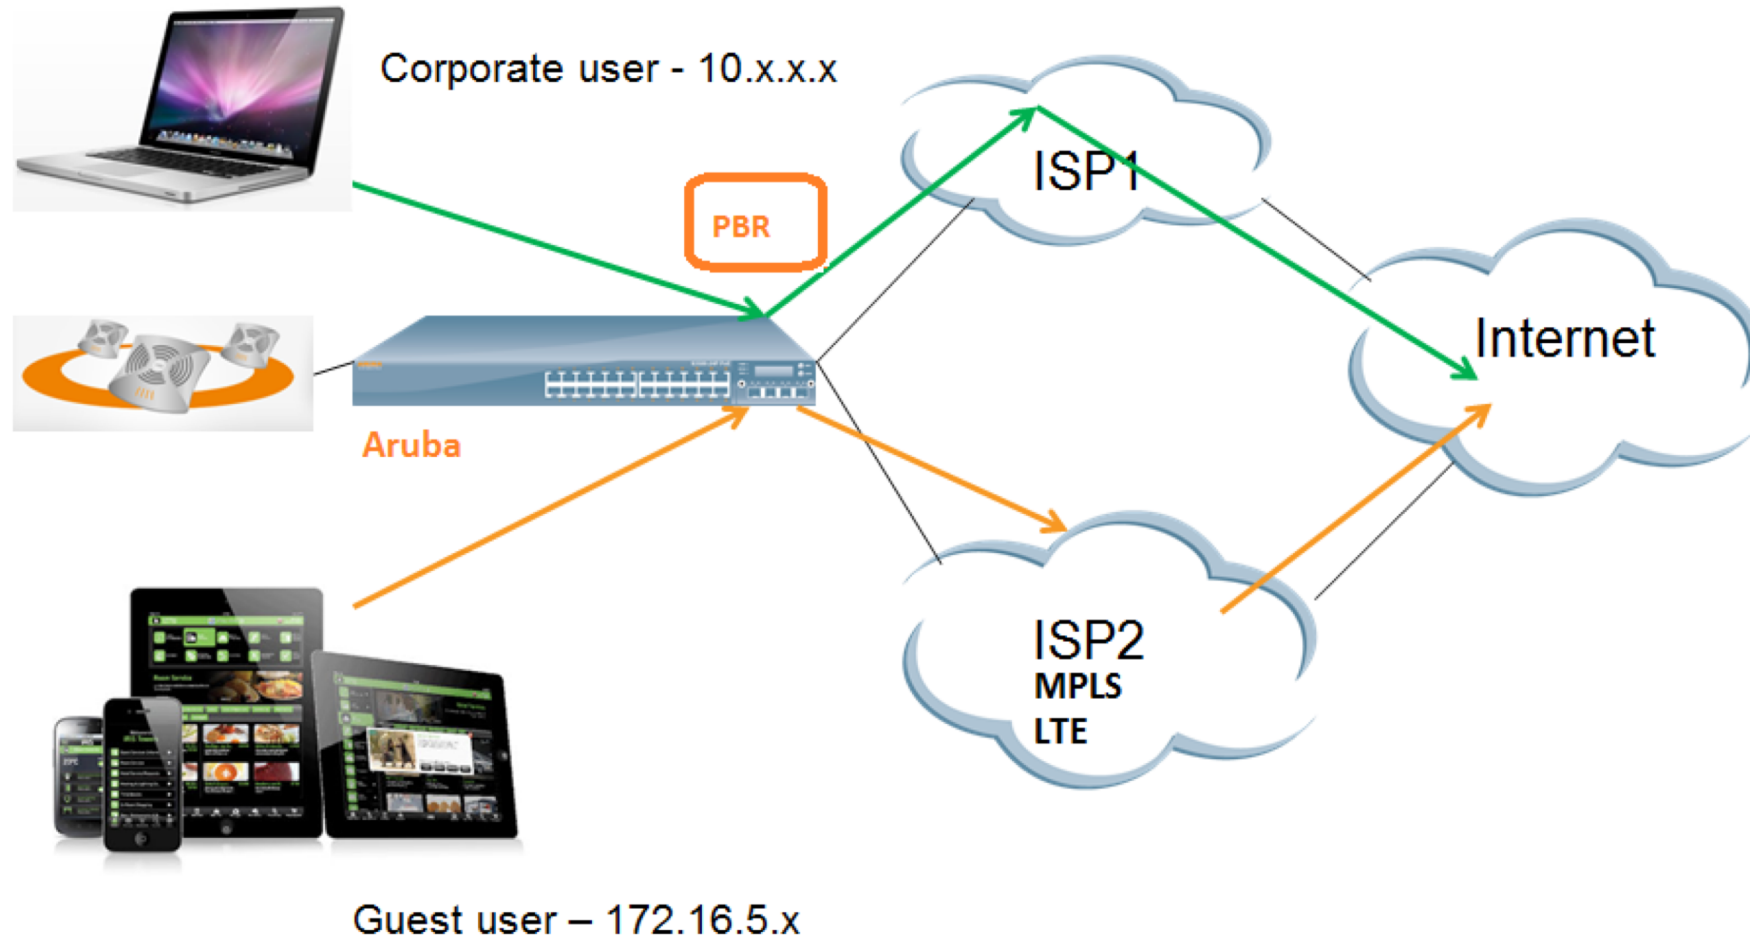 Corporate user - 10.x.x.x
PBR
ISP1
Internet
Aruba
ISP2
MPLS
LTE
Guest user – 172.16.5.x